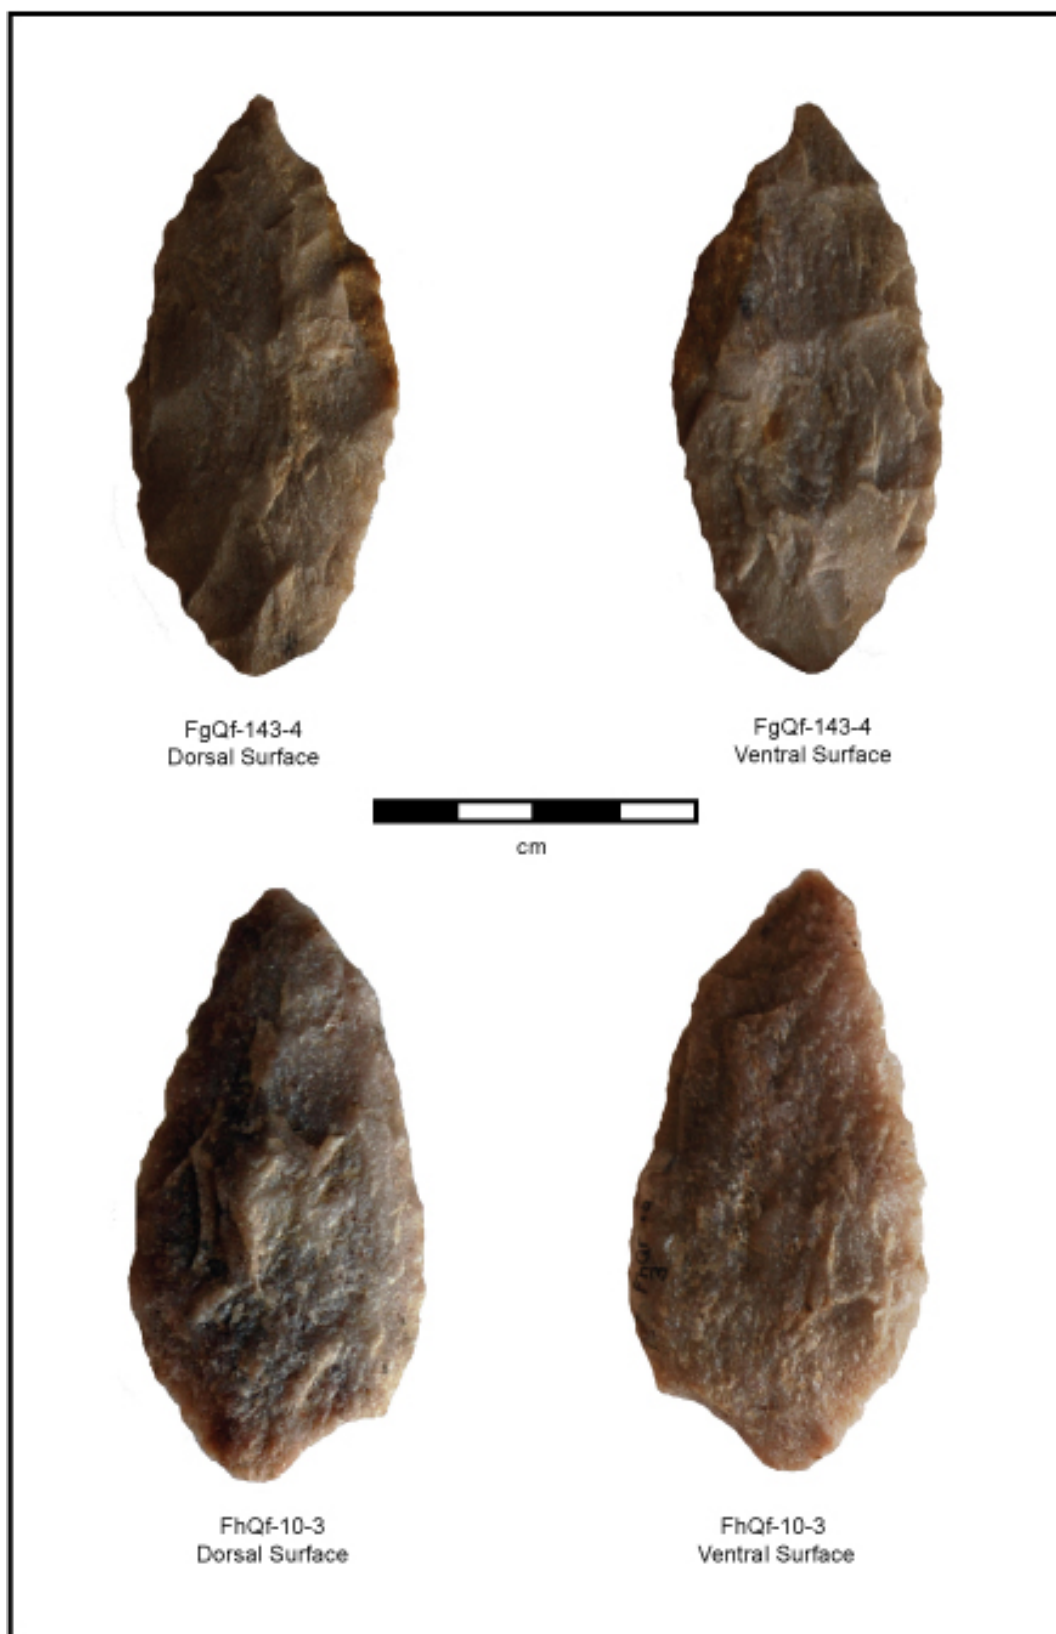 FgQf-143-4
Dorsal Surface
FgQf-143-4
Ventral Surface
cm
FhQf-10-3
Dorsal Surface
FhQf-10-3
Ventral Surface